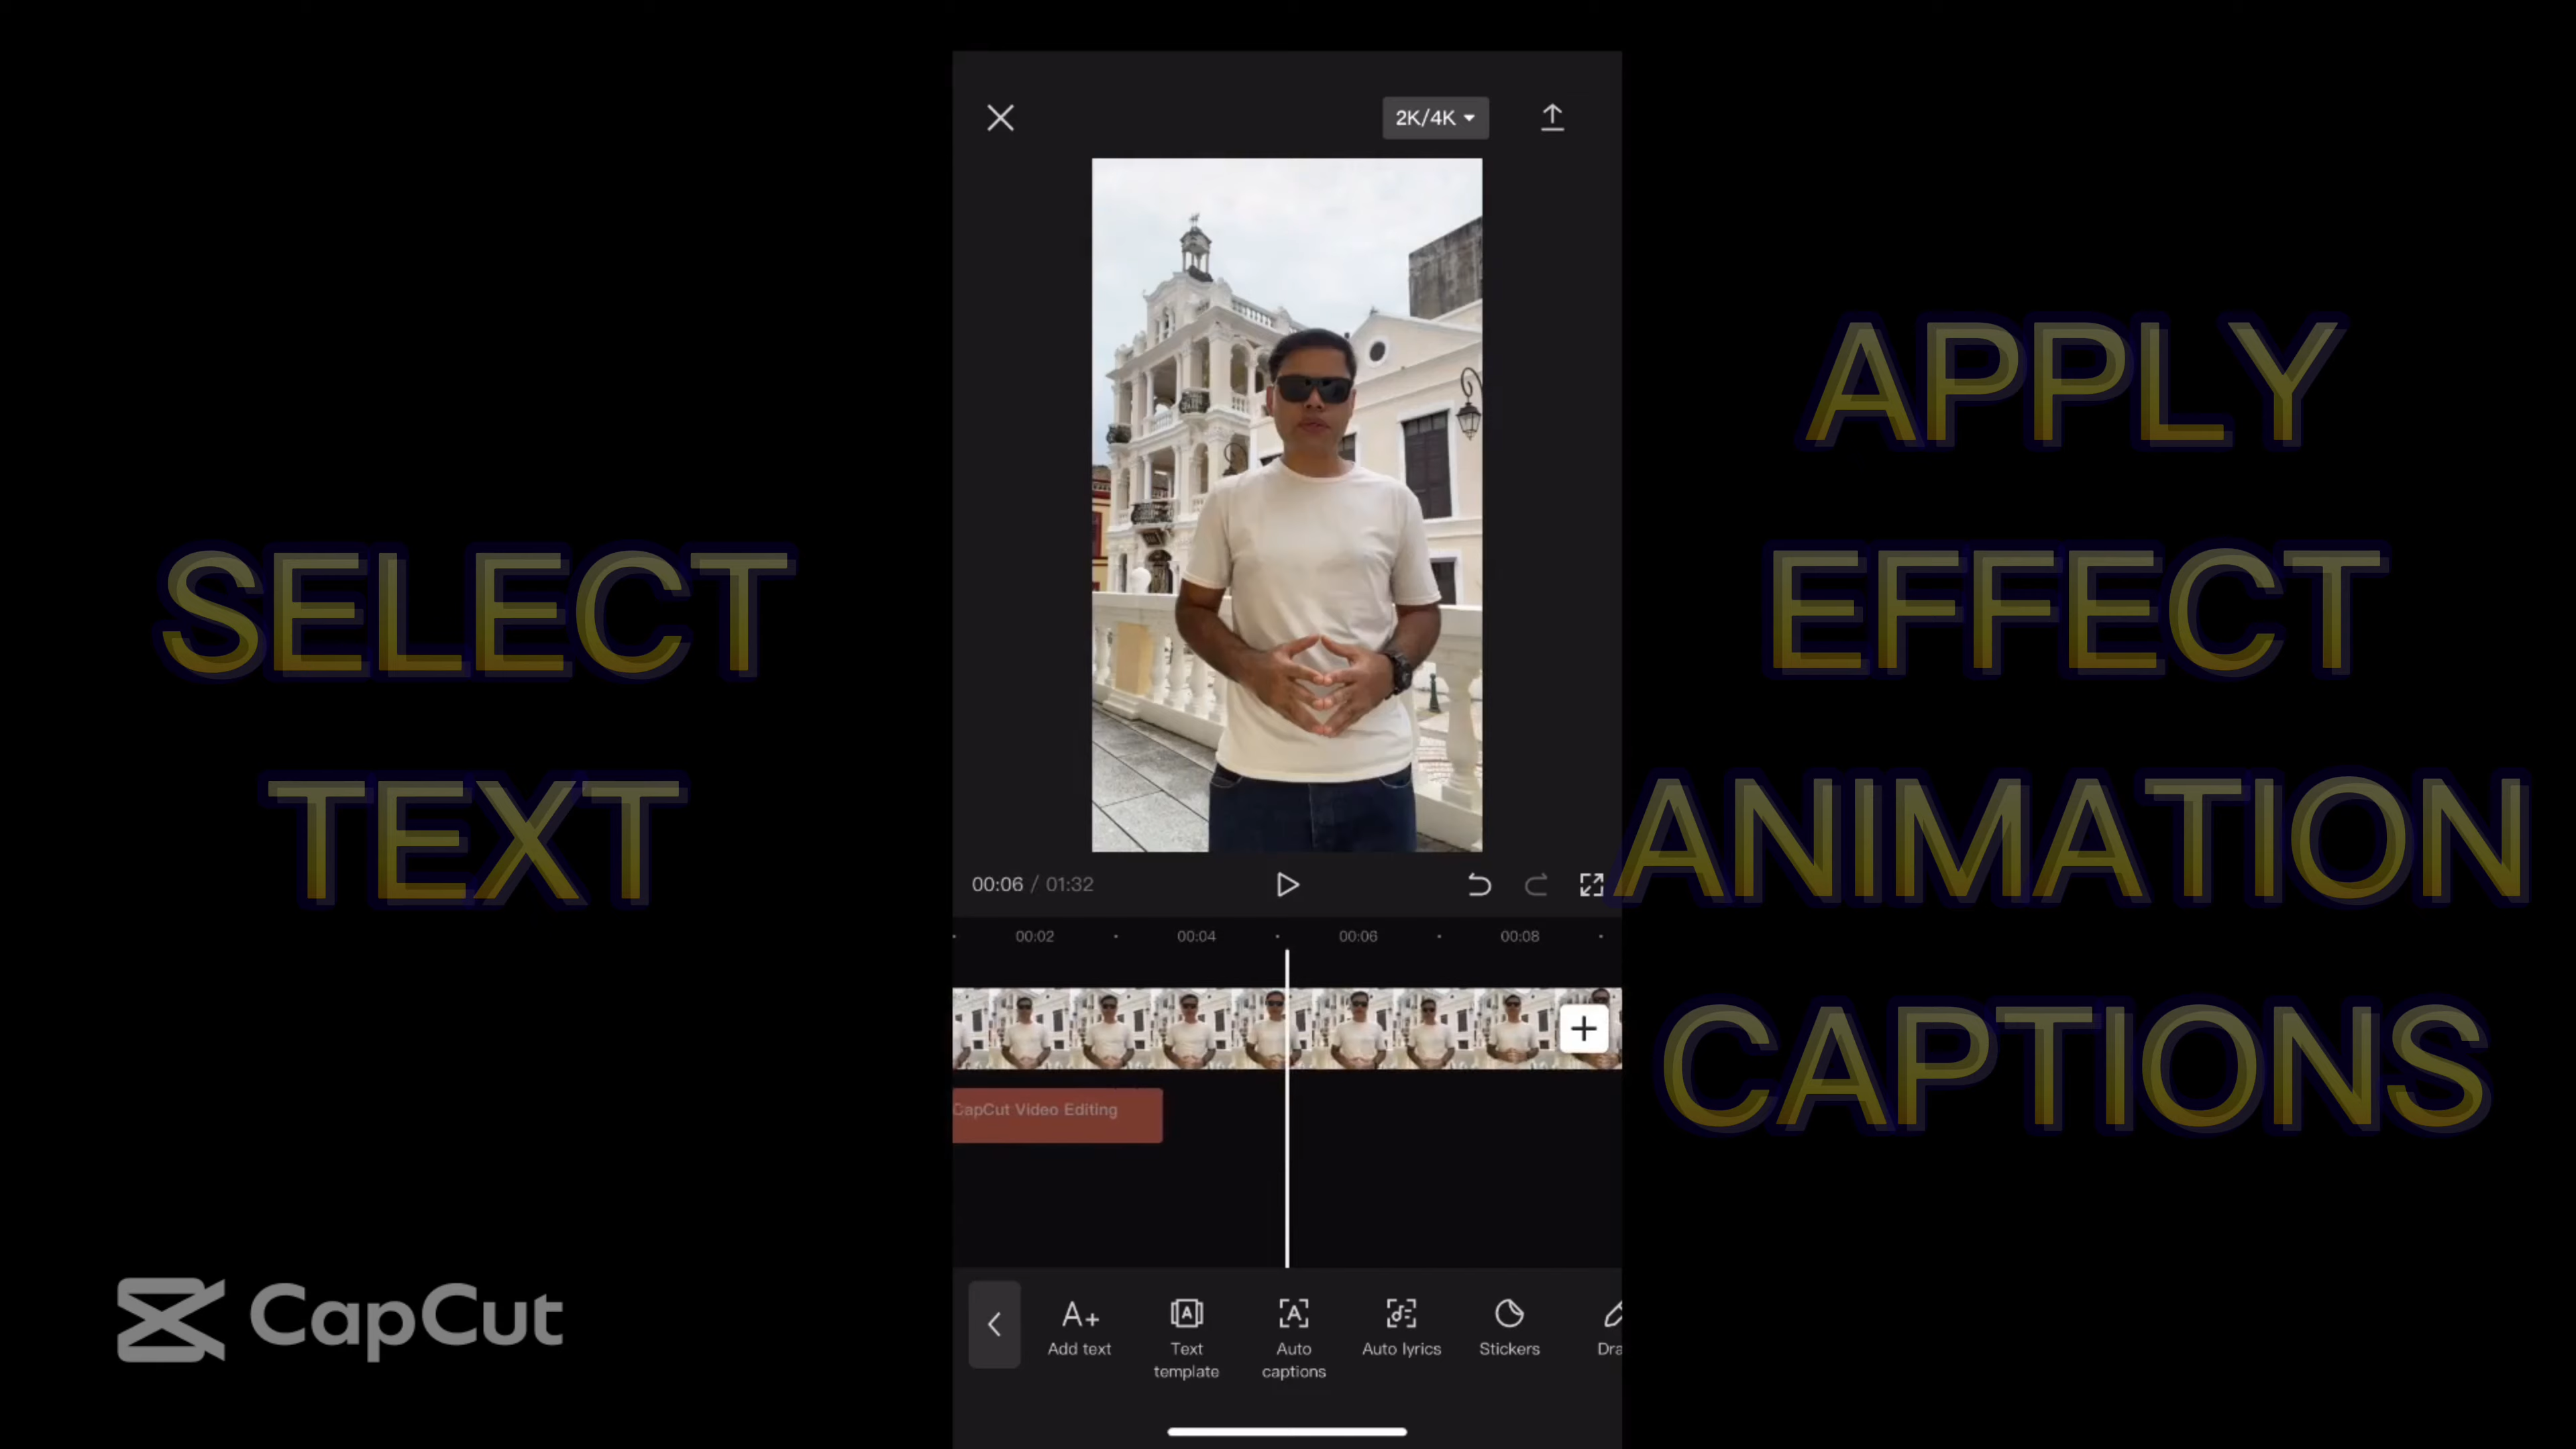 2K/4K
SELECT
TEXT
APPLY
EFFECT
ANIMATION
CAPTIONS
00:06 / 01:32
00:02 00:04 00:06 00:08
CapCut Video Editing
CapCut
Add text
Text
template
Auto
captions
Auto lyrics
Stickers
Dra